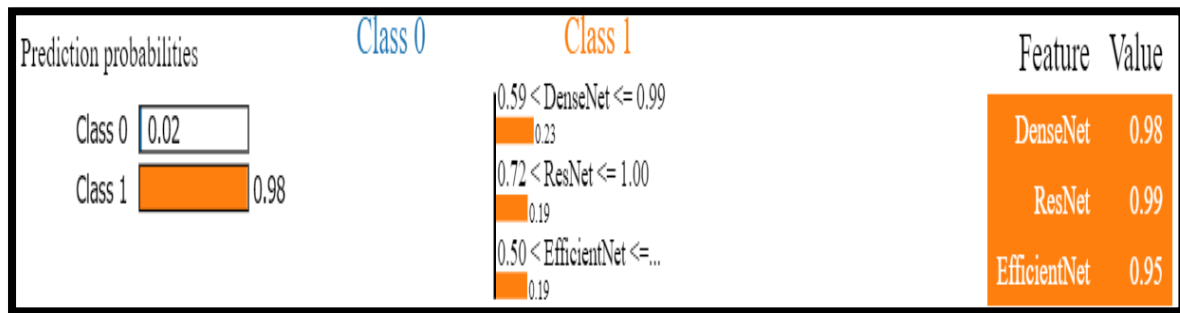 Prediction probabilities
Class 0 0.02
Class 1 0.98
Class 0 Class 1
0.59 < DenseNet <= 0.99
0.23
0.72 < ResNet <= 1.00
0.19
0.50 < EfficientNet <=...
0.19
Feature Value
DenseNet 0.98
ResNet 0.99
EfficientNet 0.95